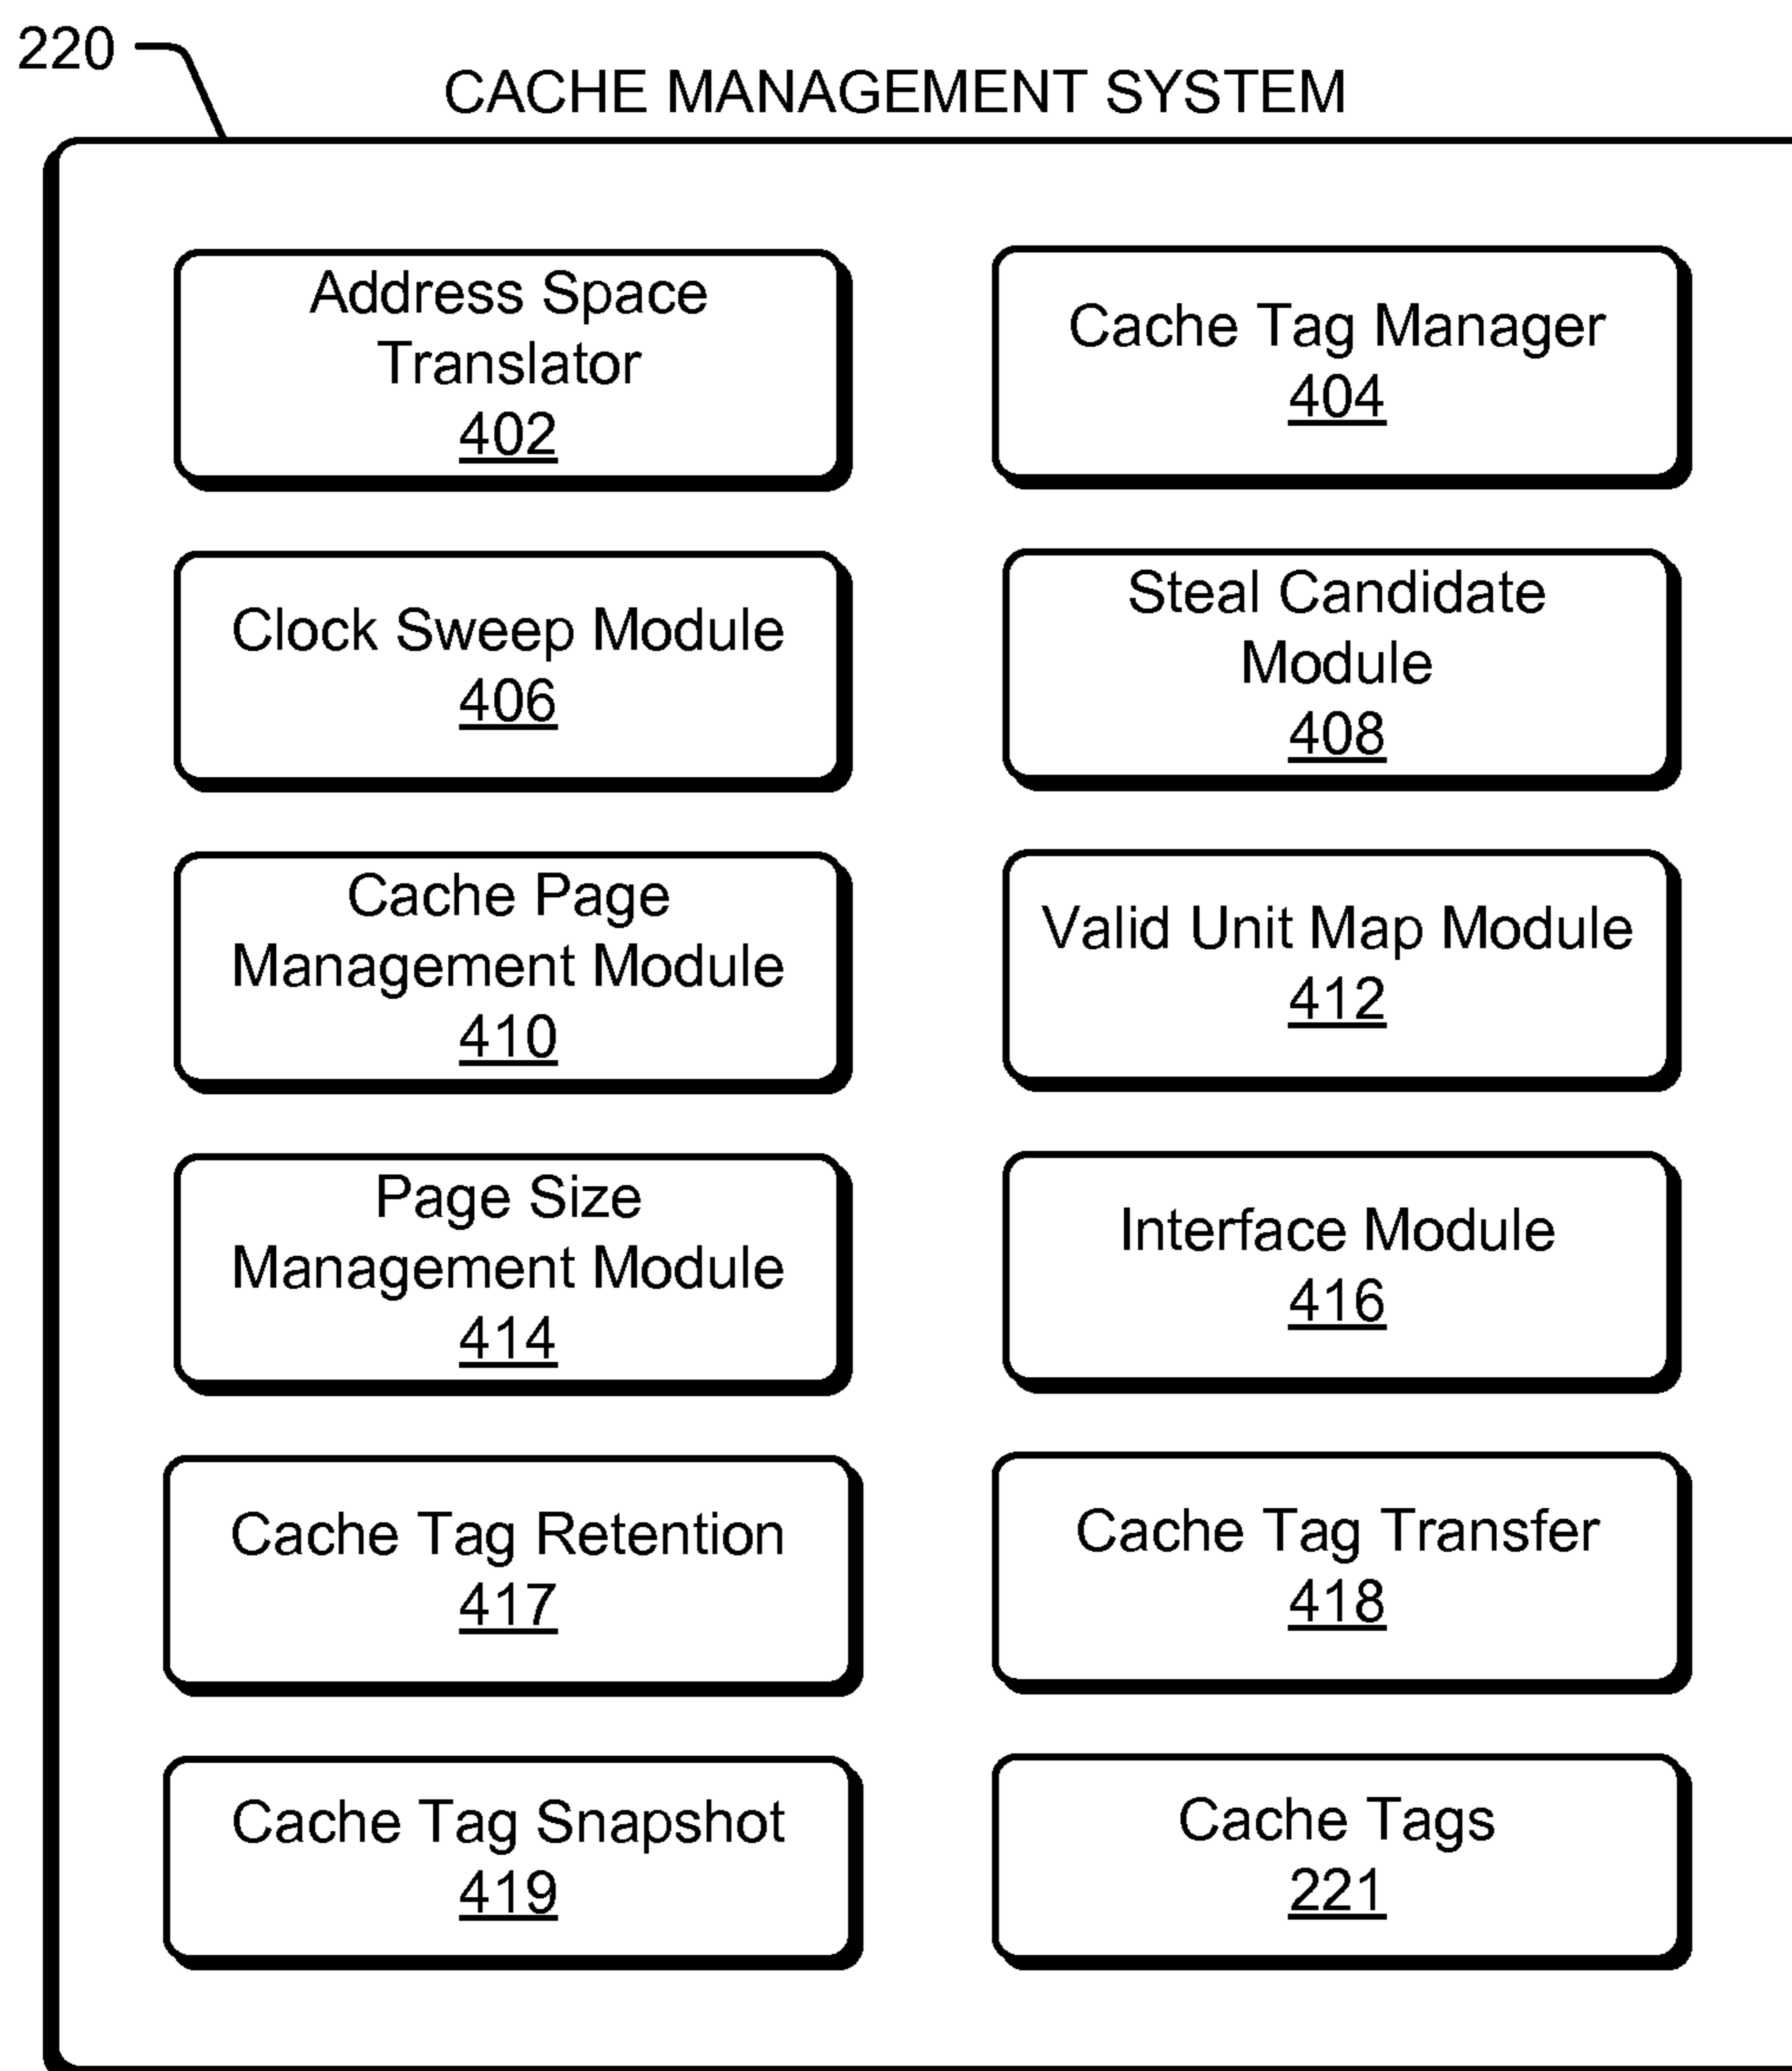 220
CACHE MANAGEMENT SYSTEM
Address Space
Translator
402
Cache Tag Manager
404
Clock Sweep Module
406
Steal Candidate
Module
408
Cache Page
Management Module
410
Valid Unit Map Module
412
Page Size
Management Module
414
Interface Module
416
Cache Tag Retention
417
Cache Tag Transfer
418
Cache Tag Snapshot
419
Cache Tags
221